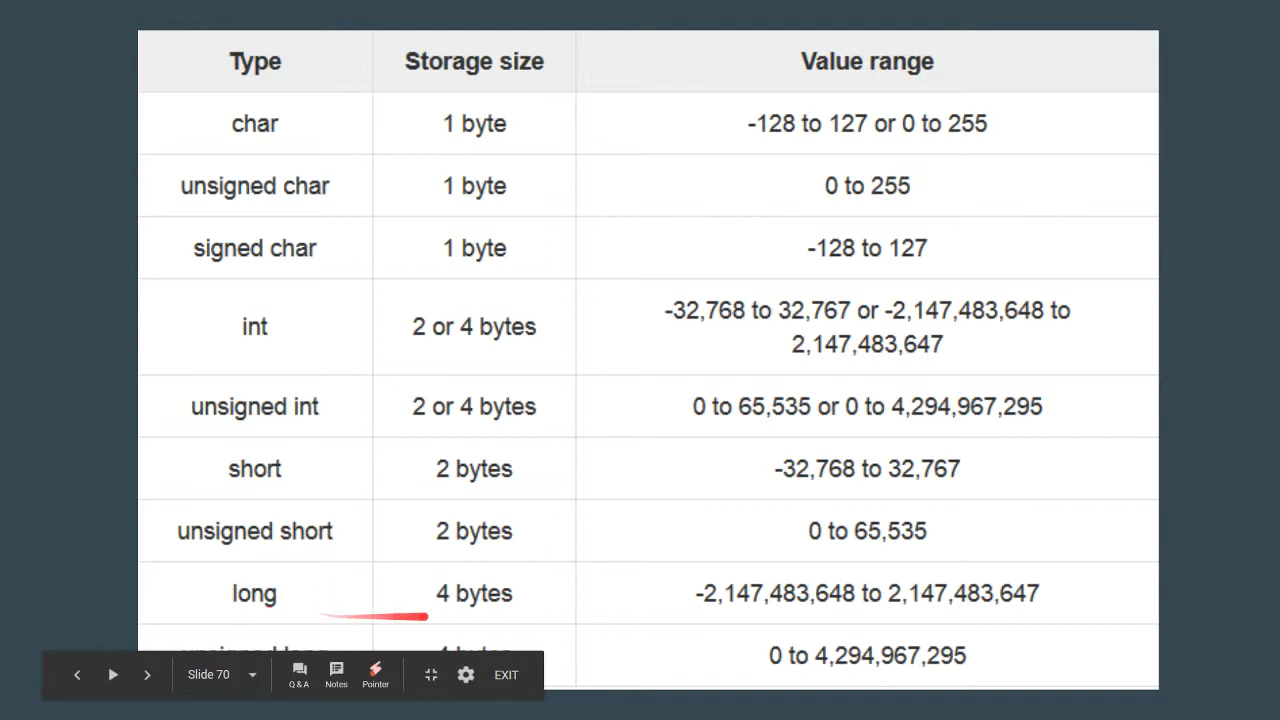 Type Storage size Value range
char 1 byte -128 to 127 or 0 to 255
unsigned char 1 byte 0 to 255
signed char 1 byte -128 to 127
int 2 or 4 bytes -32,768 to 32,767 or -2,147,483,648 to
2,147,483,647
unsigned int 2 or 4 bytes 0 to 65,535 or 0 to 4,294,967,295
short 2 bytes -32,768 to 32,767
unsigned short 2 bytes 0 to 65,535
long 4 bytes -2,147,483,648 to 2,147,483,647
0 to 4,294,967,295
Slide 70 Q & A Notes Pointer EXIT